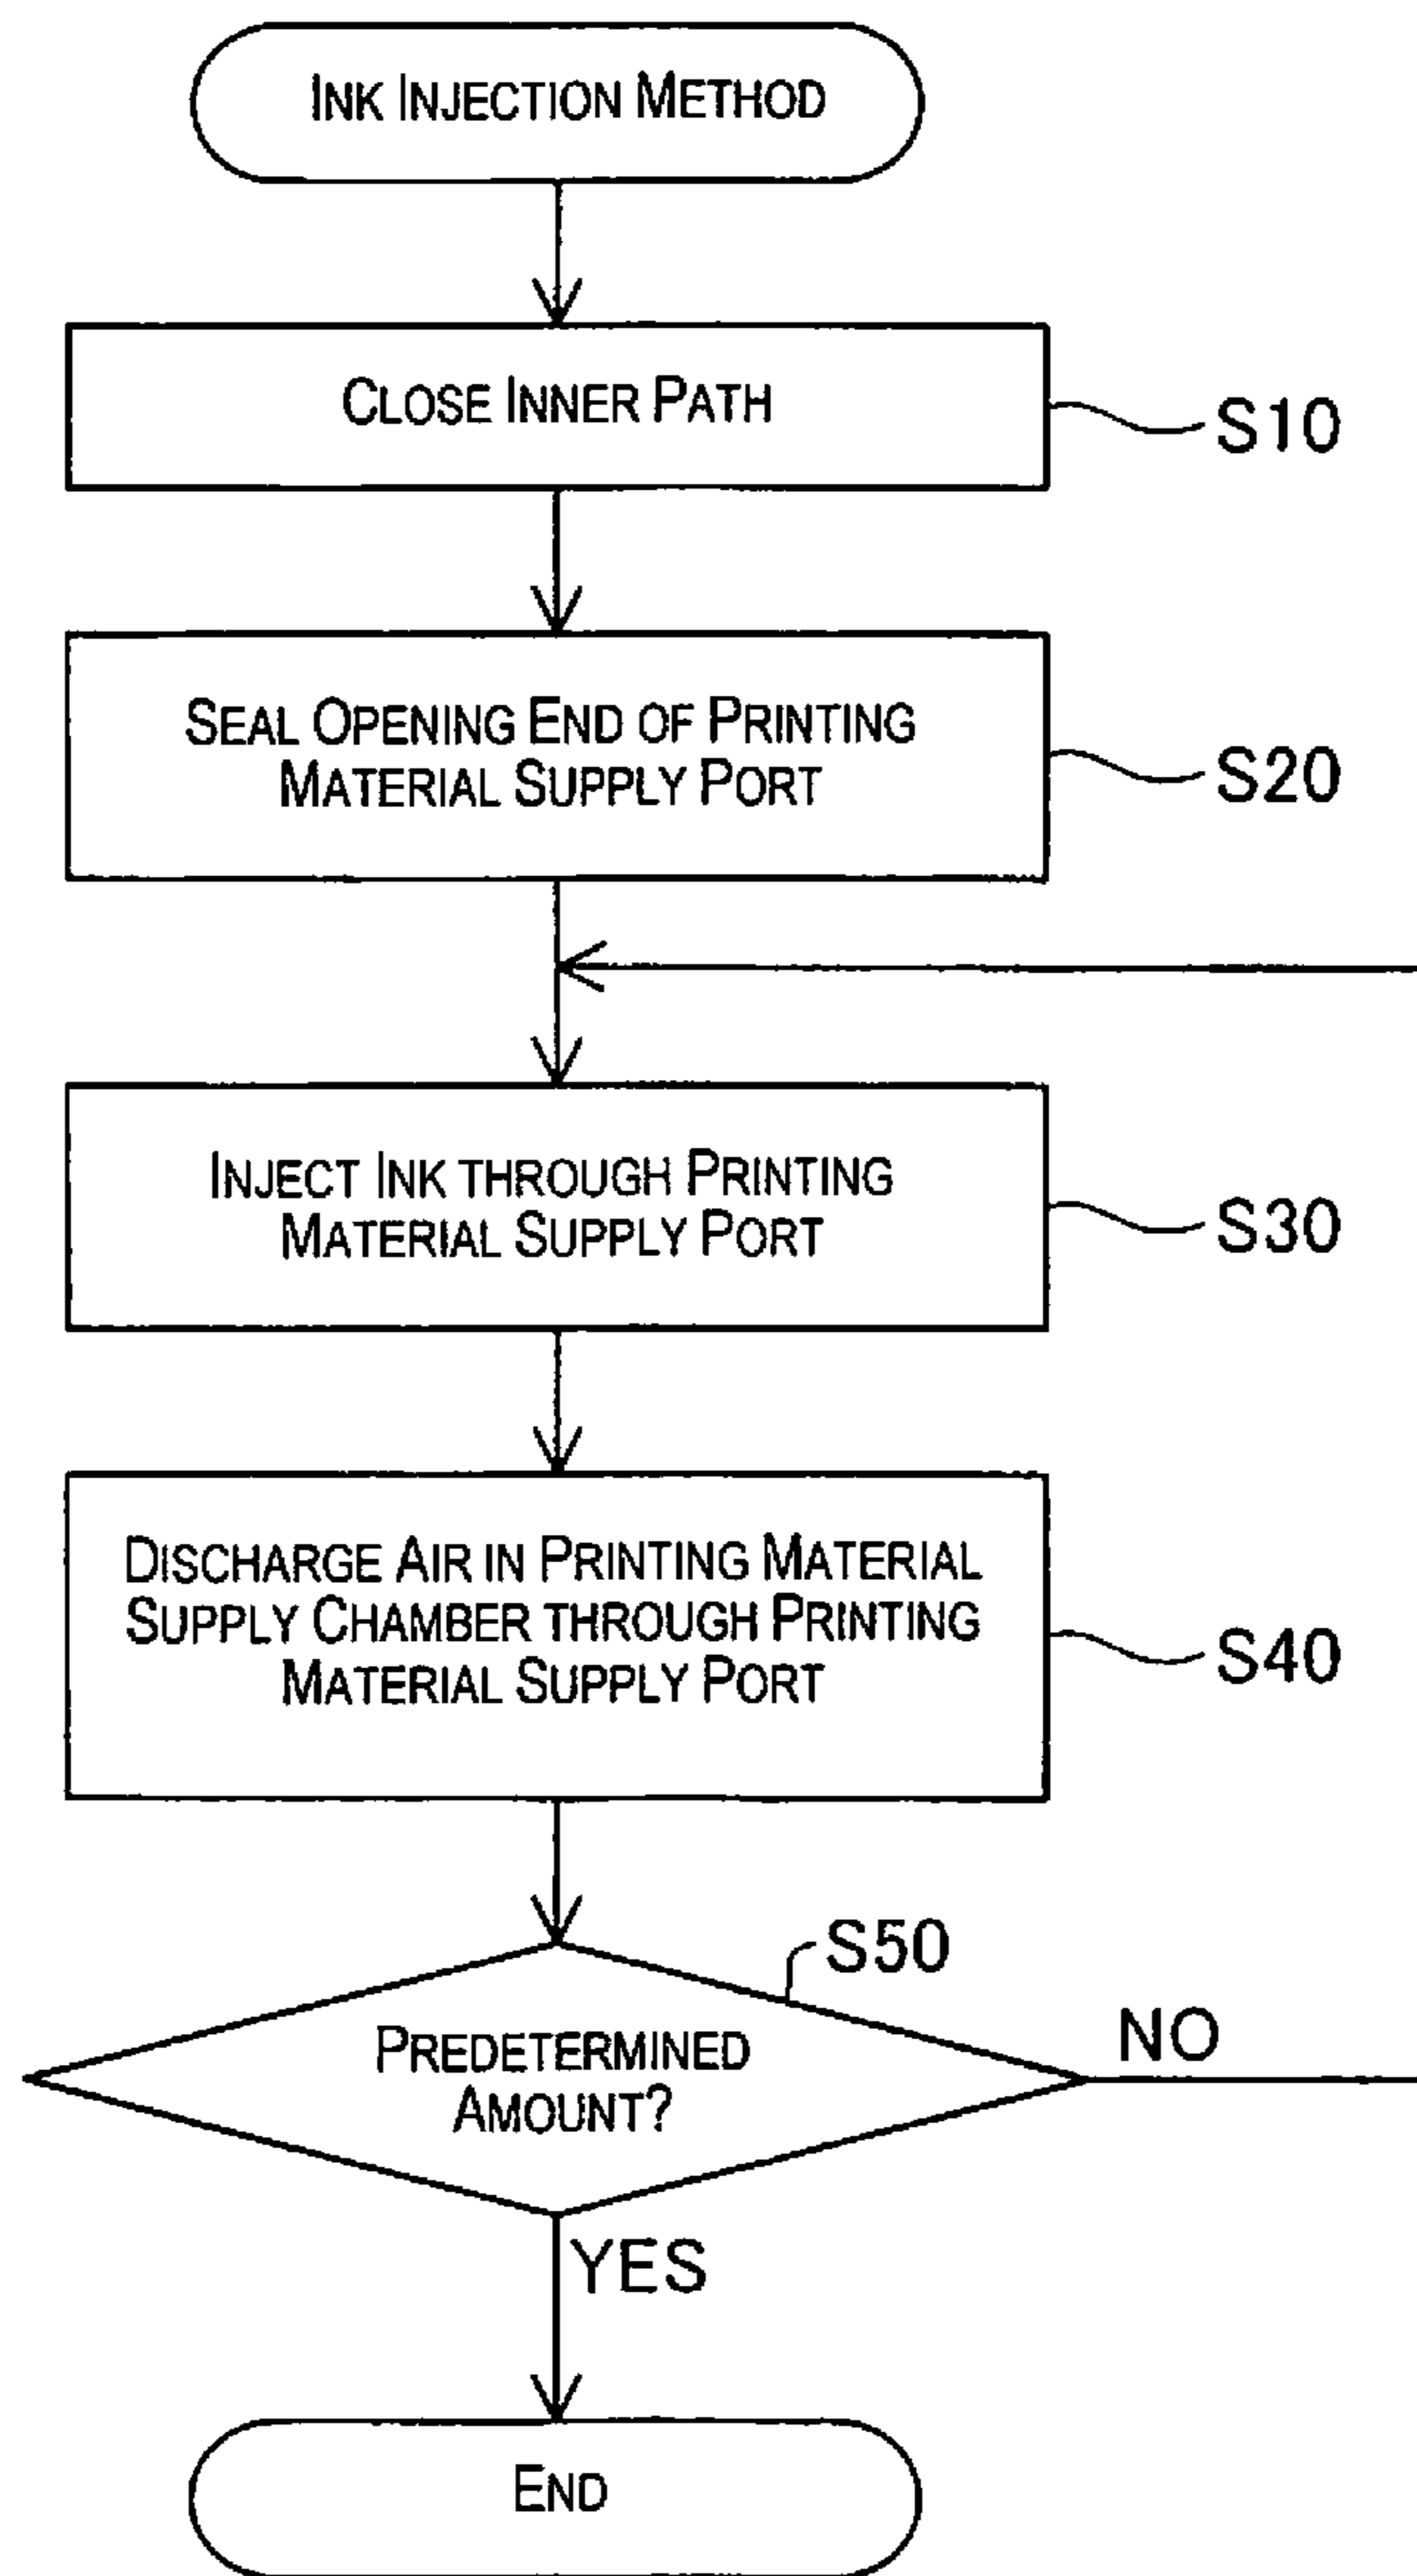 INK INJECTION METHOD
CLOSE INNER PATH
S10
SEAL OPENING END OF PRINTING
MATERIAL SUPPLY PORT
S20
INJECT INK THROUGH PRINTING
MATERIAL SUPPLY PORT
S30
DISCHARGE AIR IN PRINTING MATERIAL
SUPPLY CHAMBER THROUGH PRINTING
MATERIAL SUPPLY PORT
S40
S50
PREDETERMINED
AMOUNT?
NO
YES
END